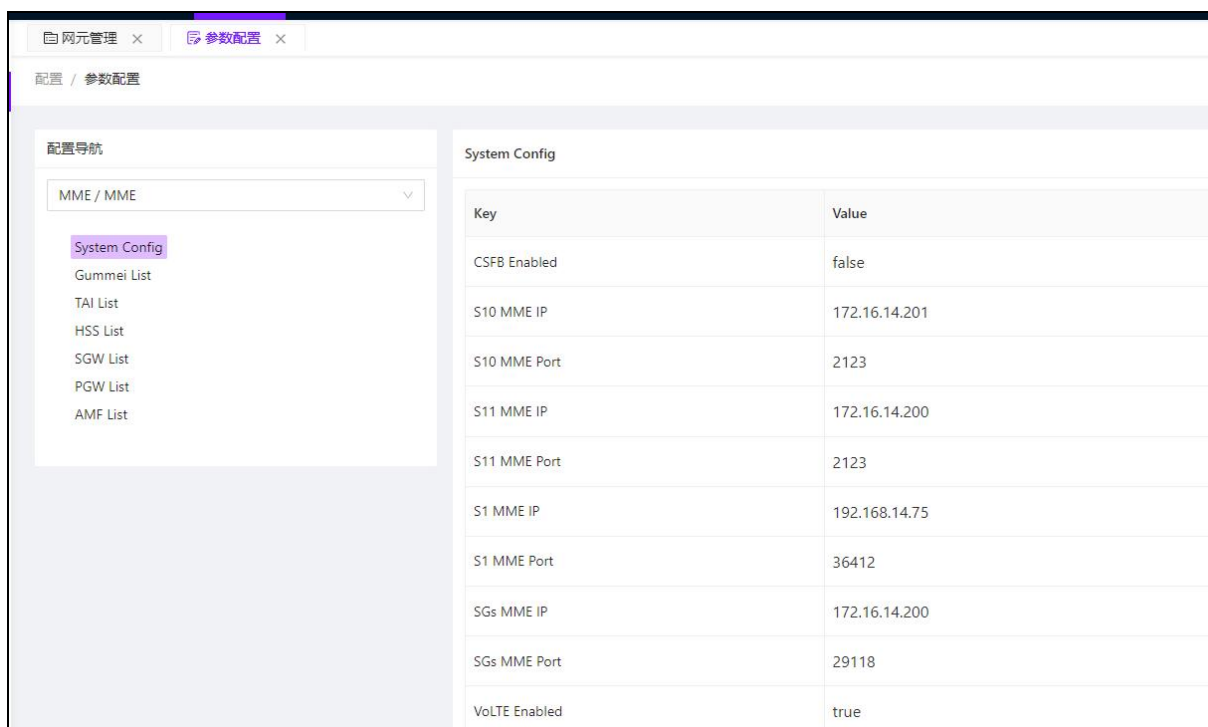 网元管理 参数配置
配置 / 参数配置
配置导航
MME / MME
System Config
Gummei List
TAI List
HSS List
SGW List
PGW List
AMF List
System Config
Key Value
CSFB Enabled false
S10 MME IP 172.16.14.201
S10 MME Port 2123
S11 MME IP 172.16.14.200
S11 MME Port 2123
S1 MME IP 192.168.14.75
S1 MME Port 36412
SGs MME IP 172.16.14.200
SGs MME Port 29118
VoLTE Enabled true